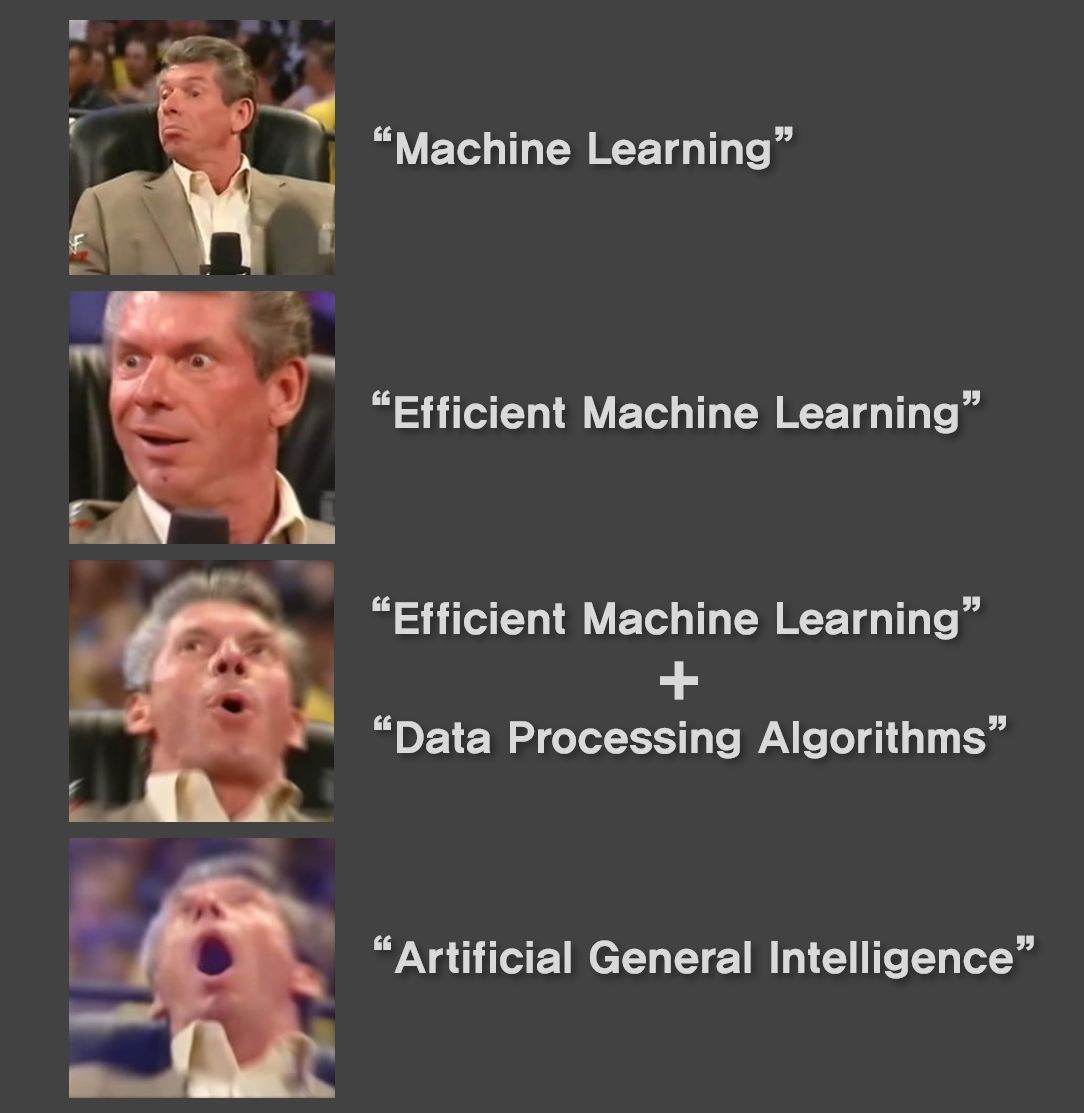 “Machine Learning”
“Efficient Machine Learning”
“Efficient Machine Learning”
+
“Data Processing Algorithms”
“Artificial General Intelligence”